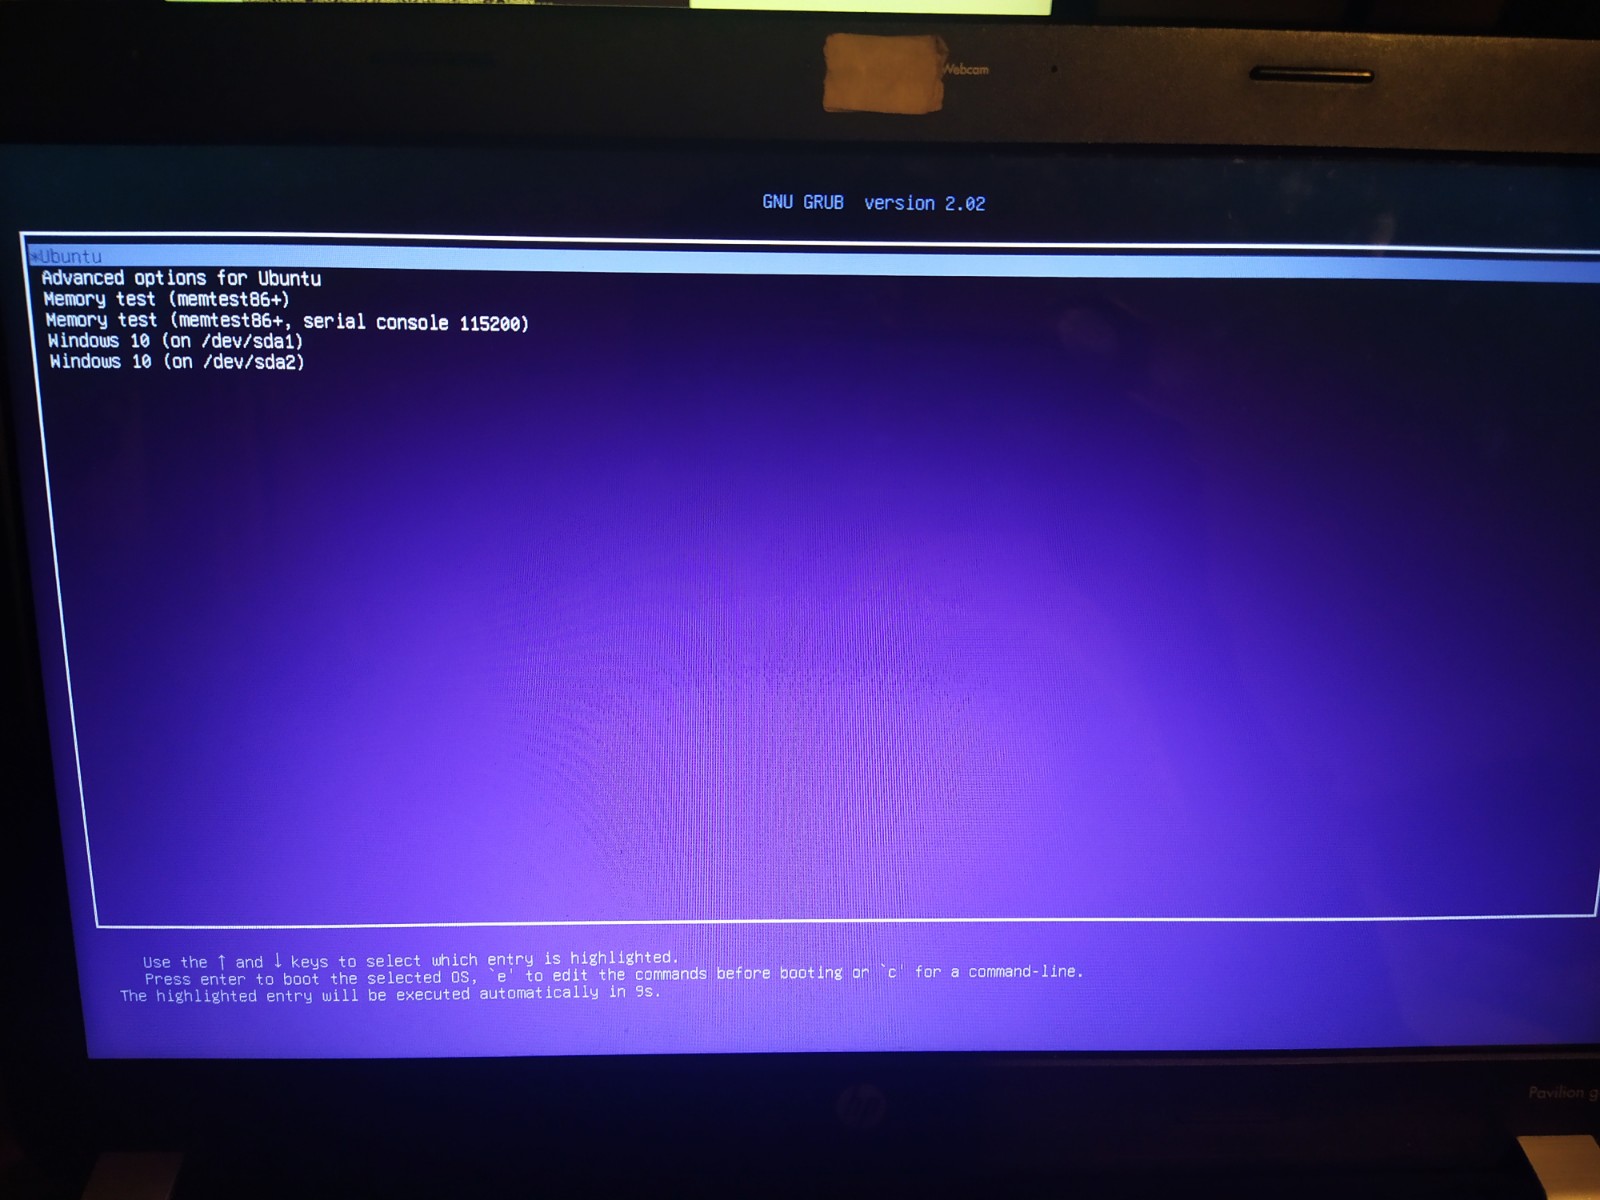 Webcam
GNU GRUB  version 2.02
*Ubuntu
Advanced options for Ubuntu
Memory test (memtest86+)
Memory test (memtest86+, serial console 115200)
Windows 10 (on /dev/sda1)
Windows 10 (on /dev/sda2)
Use the ↑ and ↓ keys to select which entry is highlighted.
Press enter to boot the selected OS, `e' to edit the commands before booting or `c' for a command-line.
The highlighted entry will be executed automatically in 9s.
hp
Pavilion g